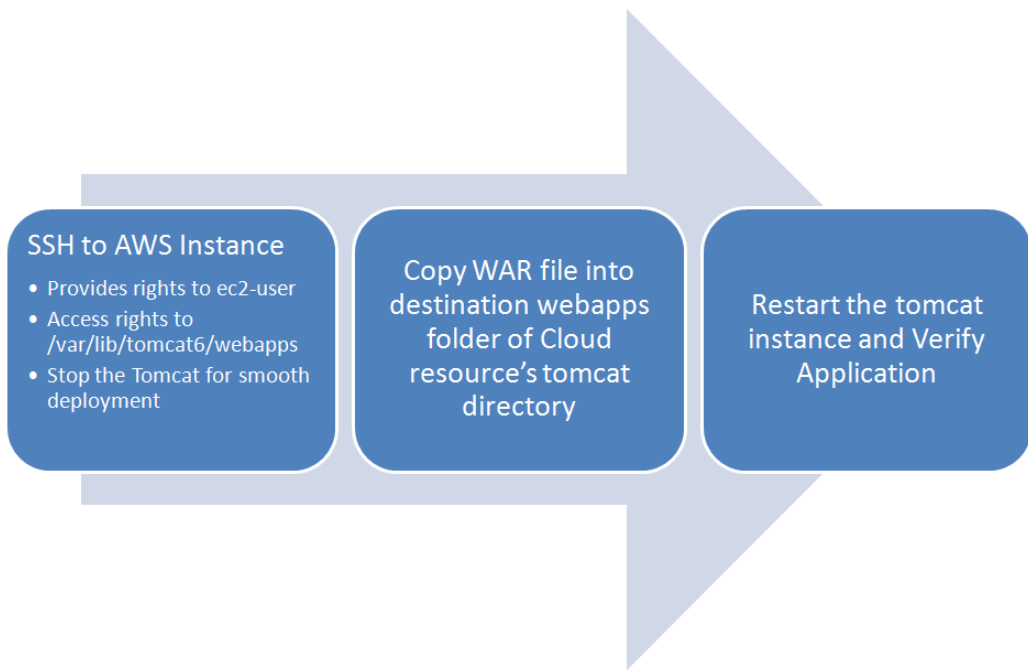 SSH to AWS Instance
• Provides rights to ec2-user
• Access rights to
/var/lib/tomcat6/webapps
• Stop the Tomcat for smooth
deployment
Copy WAR file into
destination webapps
folder of Cloud
resource's tomcat
directory
Restart the tomcat
instance and Verify
Application